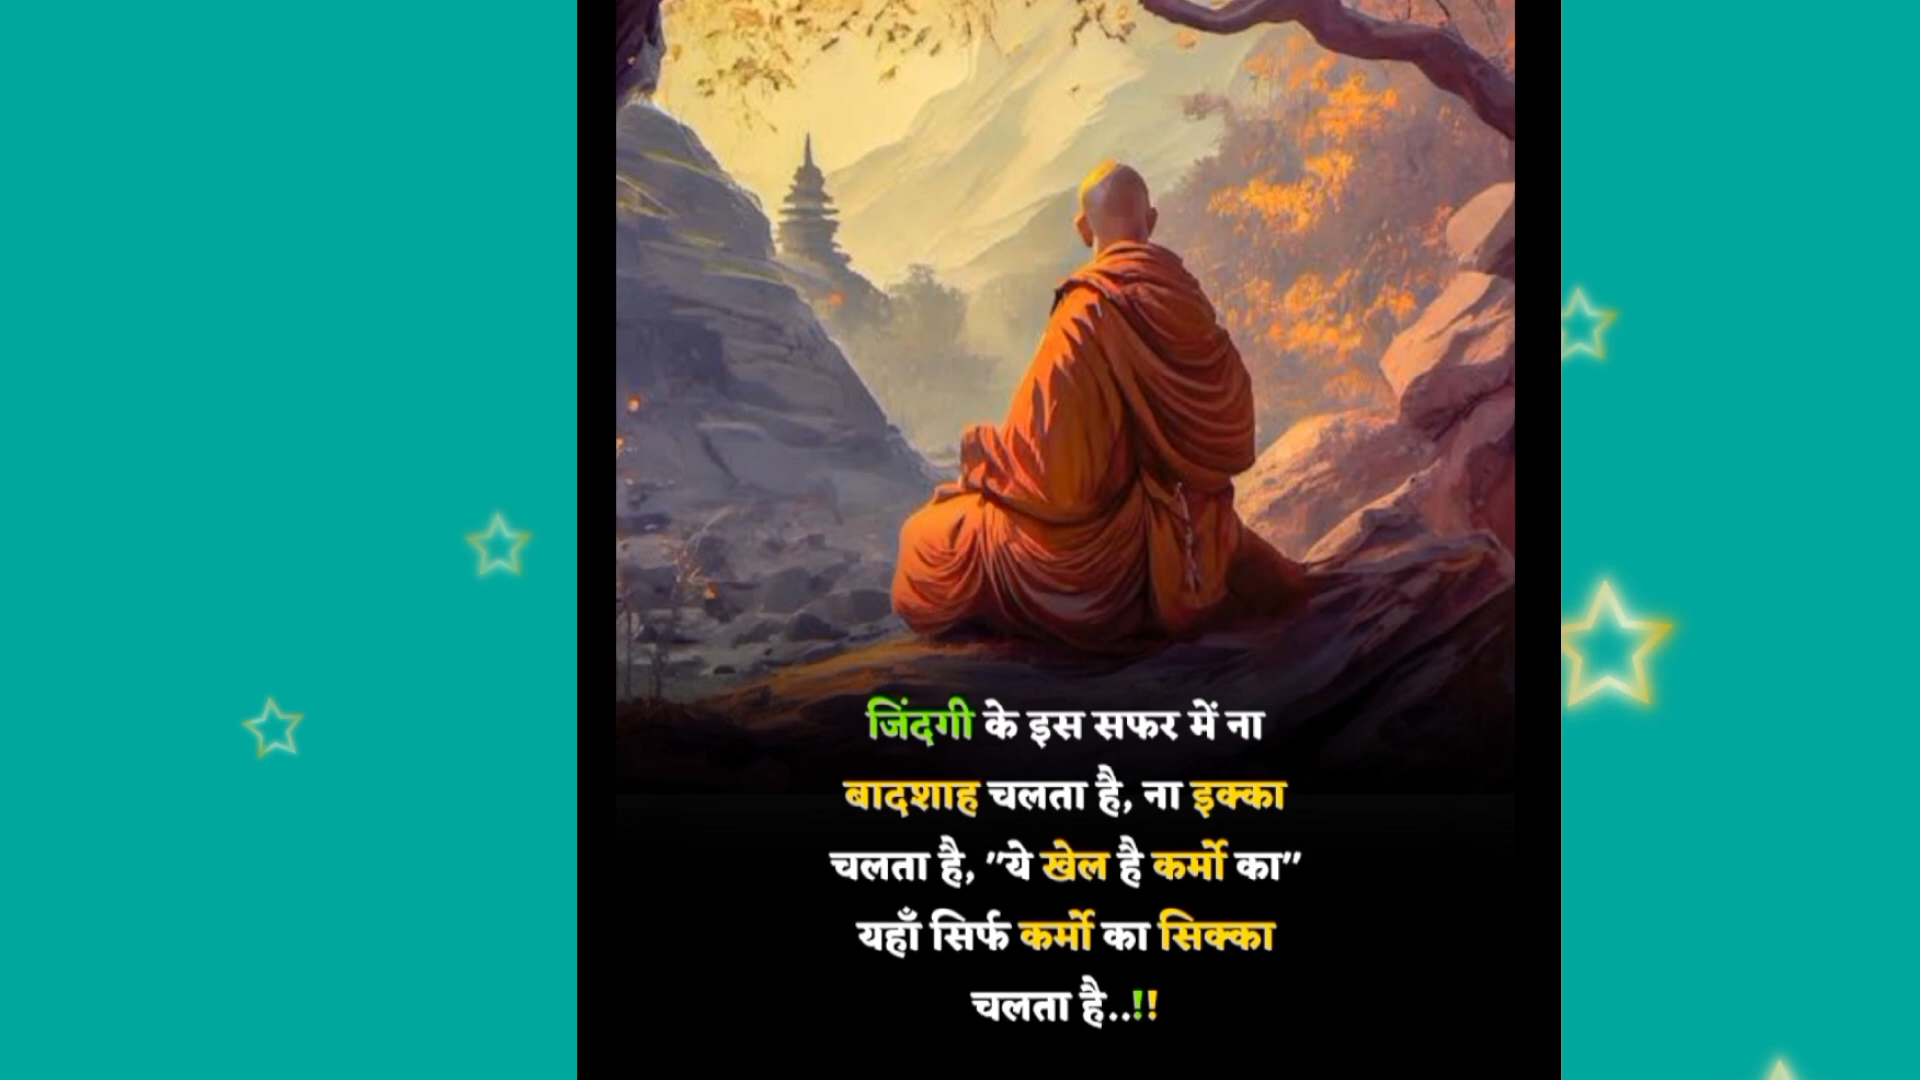 जिंदगी के इस सफर में ना
बादशाह चलता है, ना इक्का
चलता है, "ये खेल है कर्मो का"
यहाँ सिर्फ कर्मो का सिक्का
चलता है..!!